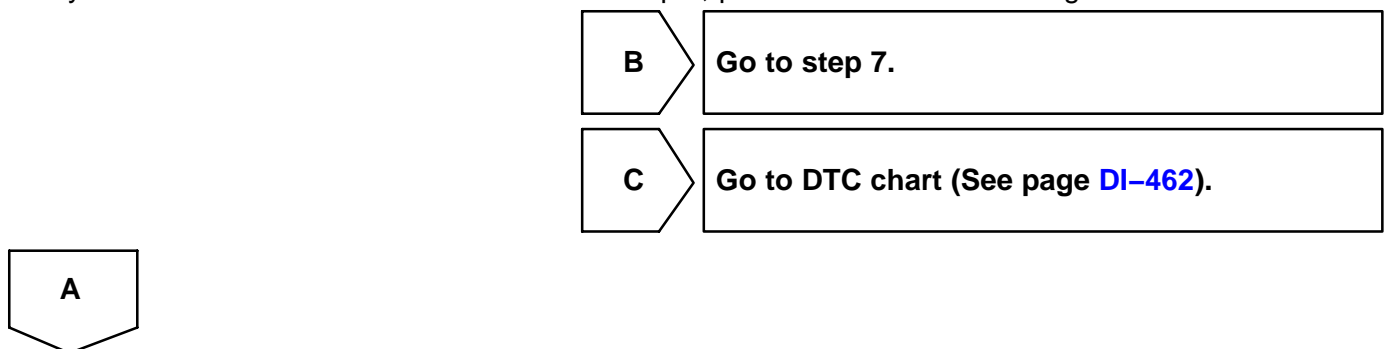 B
Go to step 7.
C
Go to DTC chart (See page DI−462).
A